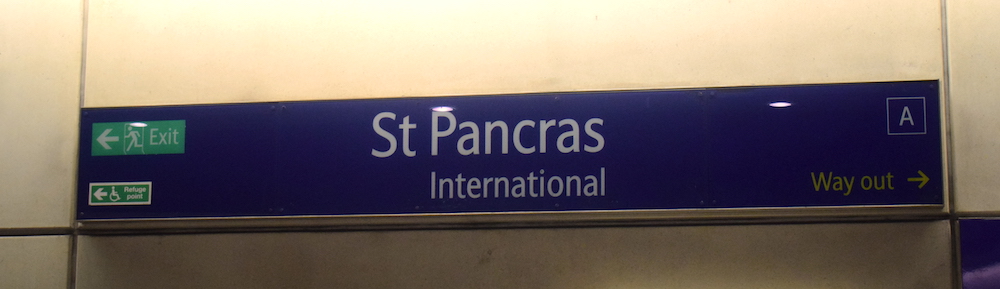 Exit
Refuge
point
St Pancras
International
A
Way out